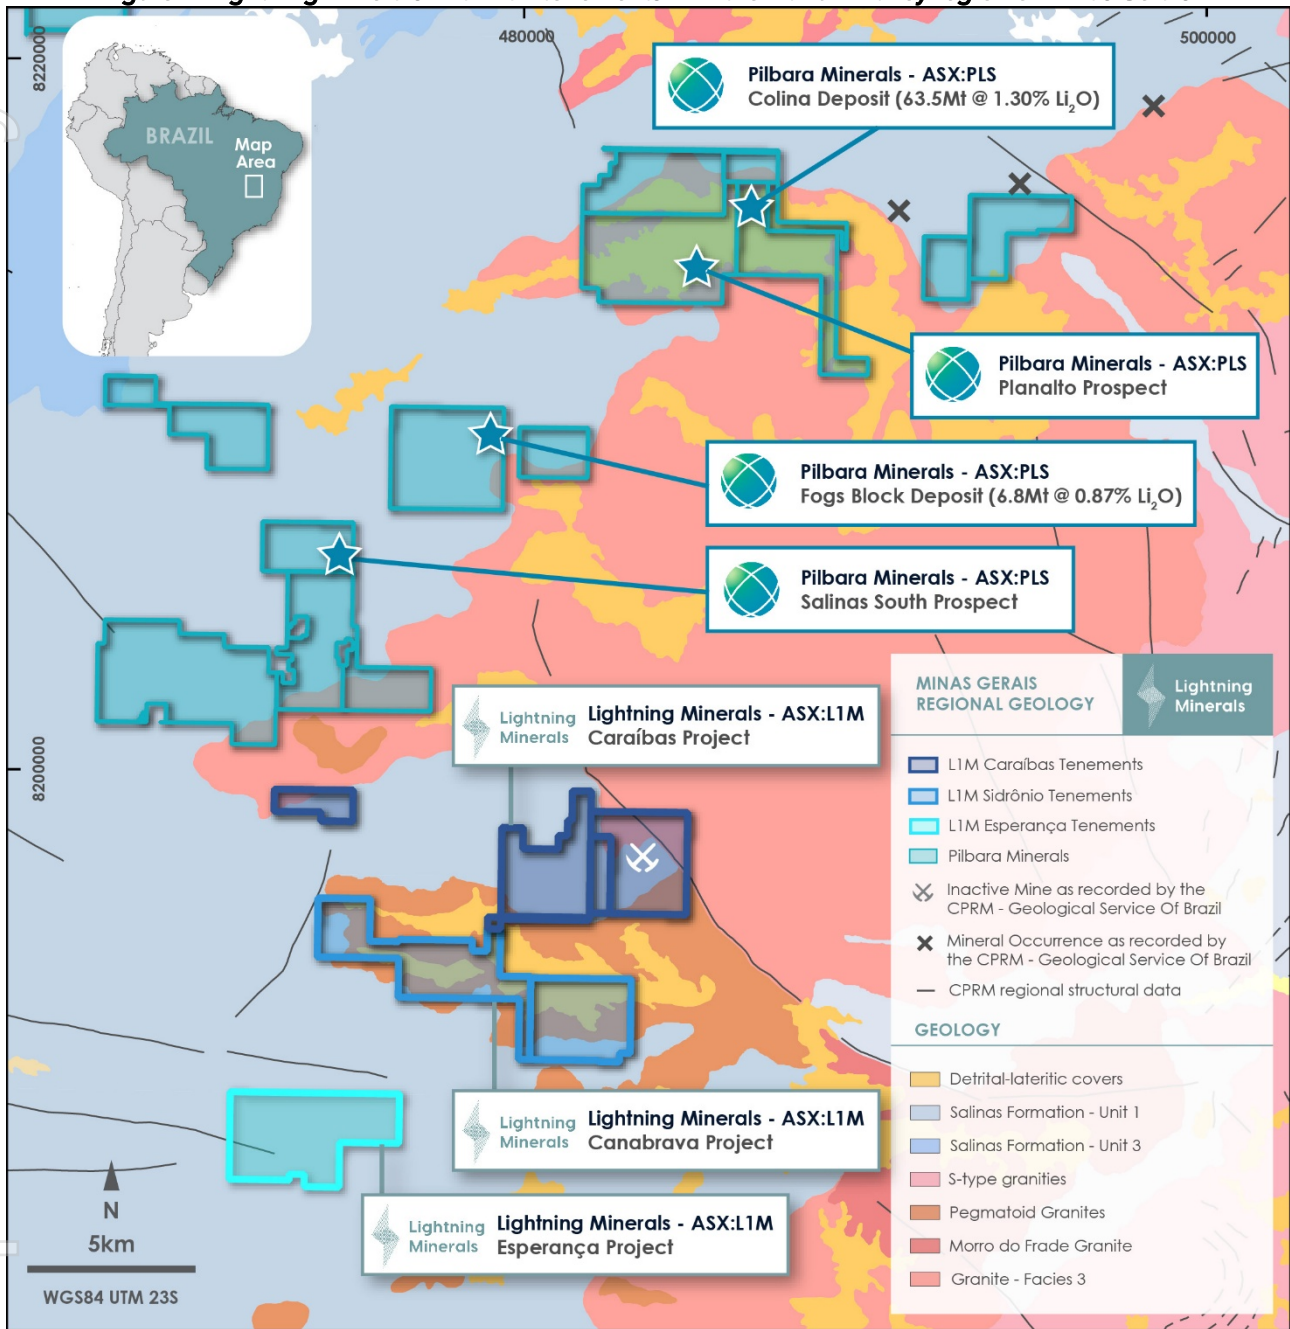 480000
500000
8220000
8200000
BRAZIL
Map
Area
Pilbara Minerals - ASX:PLS
Colina Deposit (63.5Mt @ 1.30% Li₂O)
Pilbara Minerals - ASX:PLS
Planalto Prospect
Pilbara Minerals - ASX:PLS
Fogs Block Deposit (6.8Mt @ 0.87% Li₂O)
Pilbara Minerals - ASX:PLS
Salinas South Prospect
Lightning
Minerals
Lightning Minerals - ASX:L1M
Caraíbas Project
Lightning
Minerals
Lightning Minerals - ASX:L1M
Canabrava Project
Lightning
Minerals
Lightning Minerals - ASX:L1M
Esperança Project
N
5km
WGS84 UTM 23S
MINAS GERAIS
REGIONAL GEOLOGY
Lightning
Minerals
L1M Caraíbas Tenements
L1M Sidrônio Tenements
L1M Esperança Tenements
Pilbara Minerals
Inactive Mine as recorded by the
CPRM - Geological Service Of Brazil
Mineral Occurrence as recorded by
the CPRM - Geological Service Of Brazil
CPRM regional structural data
GEOLOGY
Detrital-lateritic covers
Salinas Formation - Unit 1
Salinas Formation - Unit 3
S-type granities
Pegmatoid Granites
Morro do Frade Granite
Granite - Facies 3